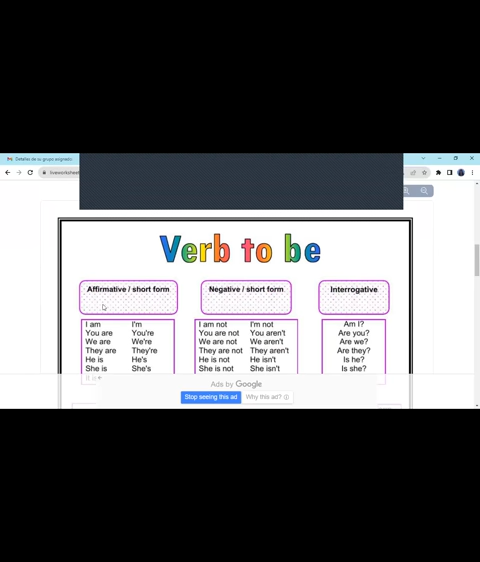 Detalhes de su grupo asignado
liveworksheet
Verb to be
Affirmative / short form
Negative / short form
Interrogative
I am I'm
You are You're
We are We're
They are They're
He is He's
She is She's
I am not I'm not
You are not You aren't
We are not We aren't
They are not They aren't
He is not He isn't
She is not She isn't
Am I?
Are you?
Are we?
Are they?
Is he?
Is she?
Ads by Google
Stop seeing this ad
Why this ad?